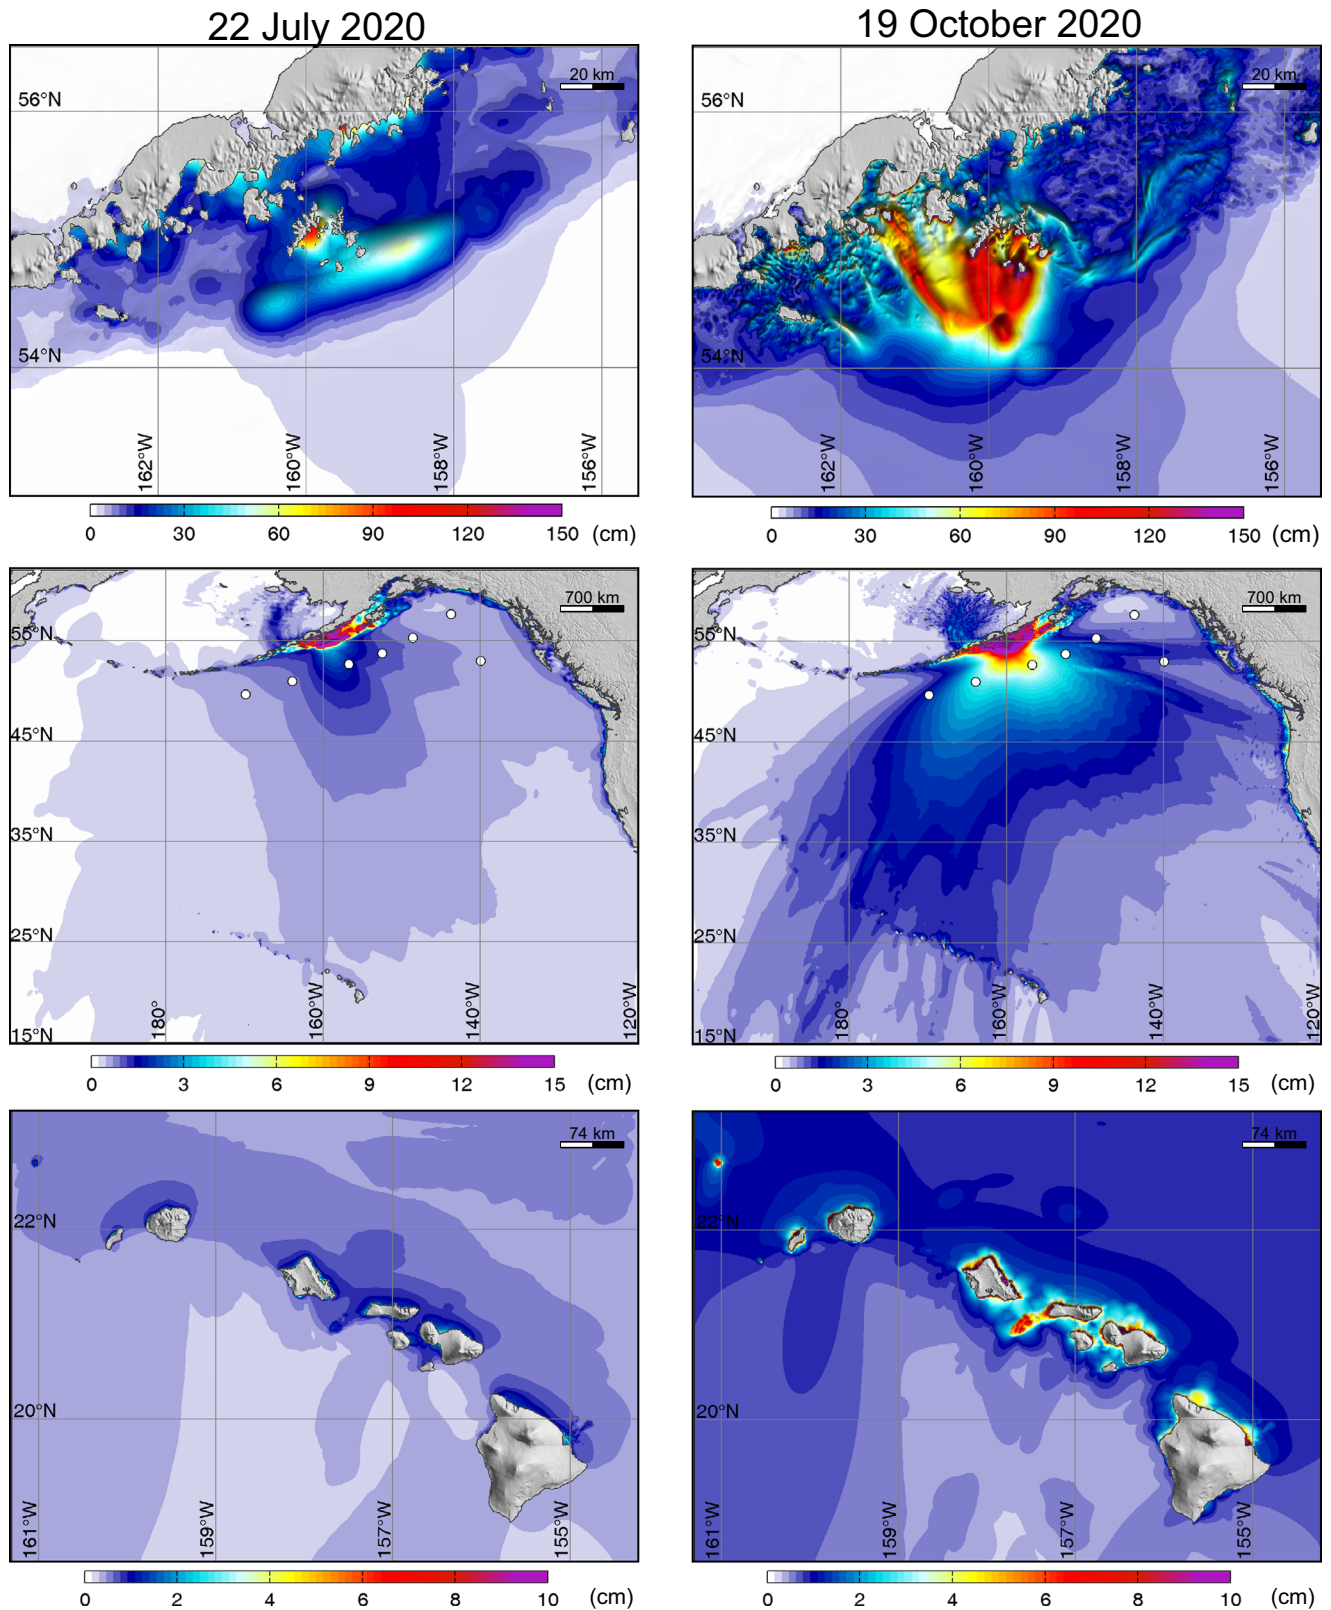 22 July 2020
19 October 2020
20 km
56°N
54°N
162°W
160°W
158°W
156°W
0 30 60 90 120 150 (cm)
20 km
56°N
54°N
162°W
160°W
158°W
156°W
0 30 60 90 120 150 (cm)
700 km
55°N
45°N
35°N
25°N
15°N
180°
160°W
140°W
120°W
0 3 6 9 12 15 (cm)
700 km
55°N
45°N
35°N
25°N
15°N
180°
160°W
140°W
120°W
0 3 6 9 12 15 (cm)
74 km
22°N
20°N
161°W
159°W
157°W
155°W
0 2 4 6 8 10 (cm)
74 km
22°N
20°N
161°W
159°W
157°W
155°W
0 2 4 6 8 10 (cm)